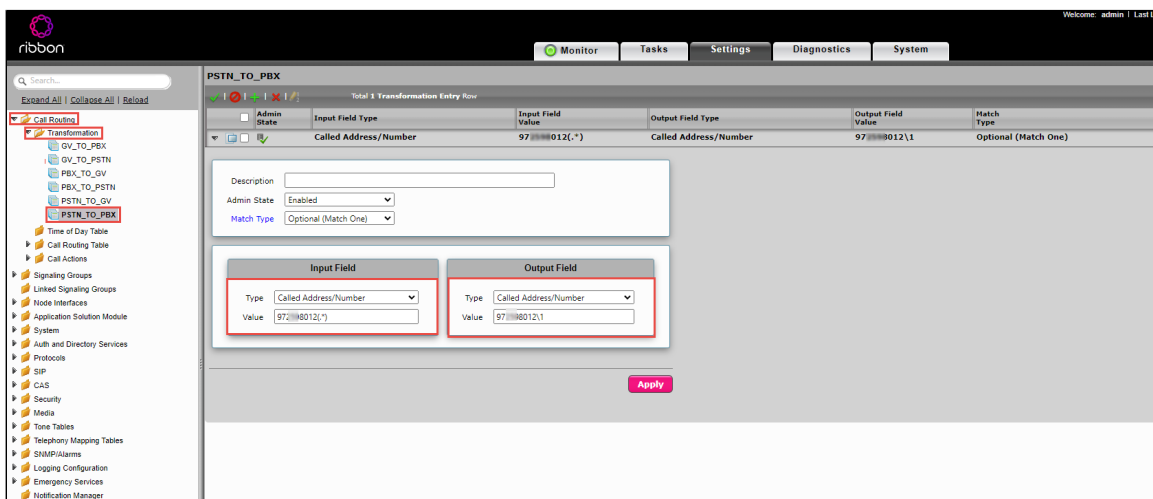 Welcome: admin | Last L
ribbon
Monitor Tasks Settings Diagnostics System
Search...
Expand All | Collapse All | Reload
Call Routing
Transformation
GV_TO_PBX
GV_TO_PSTN
PBX_TO_GV
PBX_TO_PSTN
PSTN_TO_GV
PSTN_TO_PBX
Time of Day Table
Call Routing Table
Call Actions
Signaling Groups
Linked Signaling Groups
Node Interfaces
Application Solution Module
System
Auth and Directory Services
Protocols
SIP
CAS
Security
Media
Tone Tables
Telephony Mapping Tables
SNMP/Alarms
Logging Configuration
Emergency Services
Notification Manager
PSTN_TO_PBX
Total 1 Transformation Entry Row
Admin State Input Field Type Input Field Value Output Field Type Output Field Value Match Type
Called Address/Number 97 012(.*) Called Address/Number 97 012\1 Optional (Match One)
Description
Admin State Enabled
Match Type Optional (Match One)
Input Field
Type Called Address/Number
Value 972 8012(.*)
Output Field
Type Called Address/Number
Value 97 98012\1
Apply